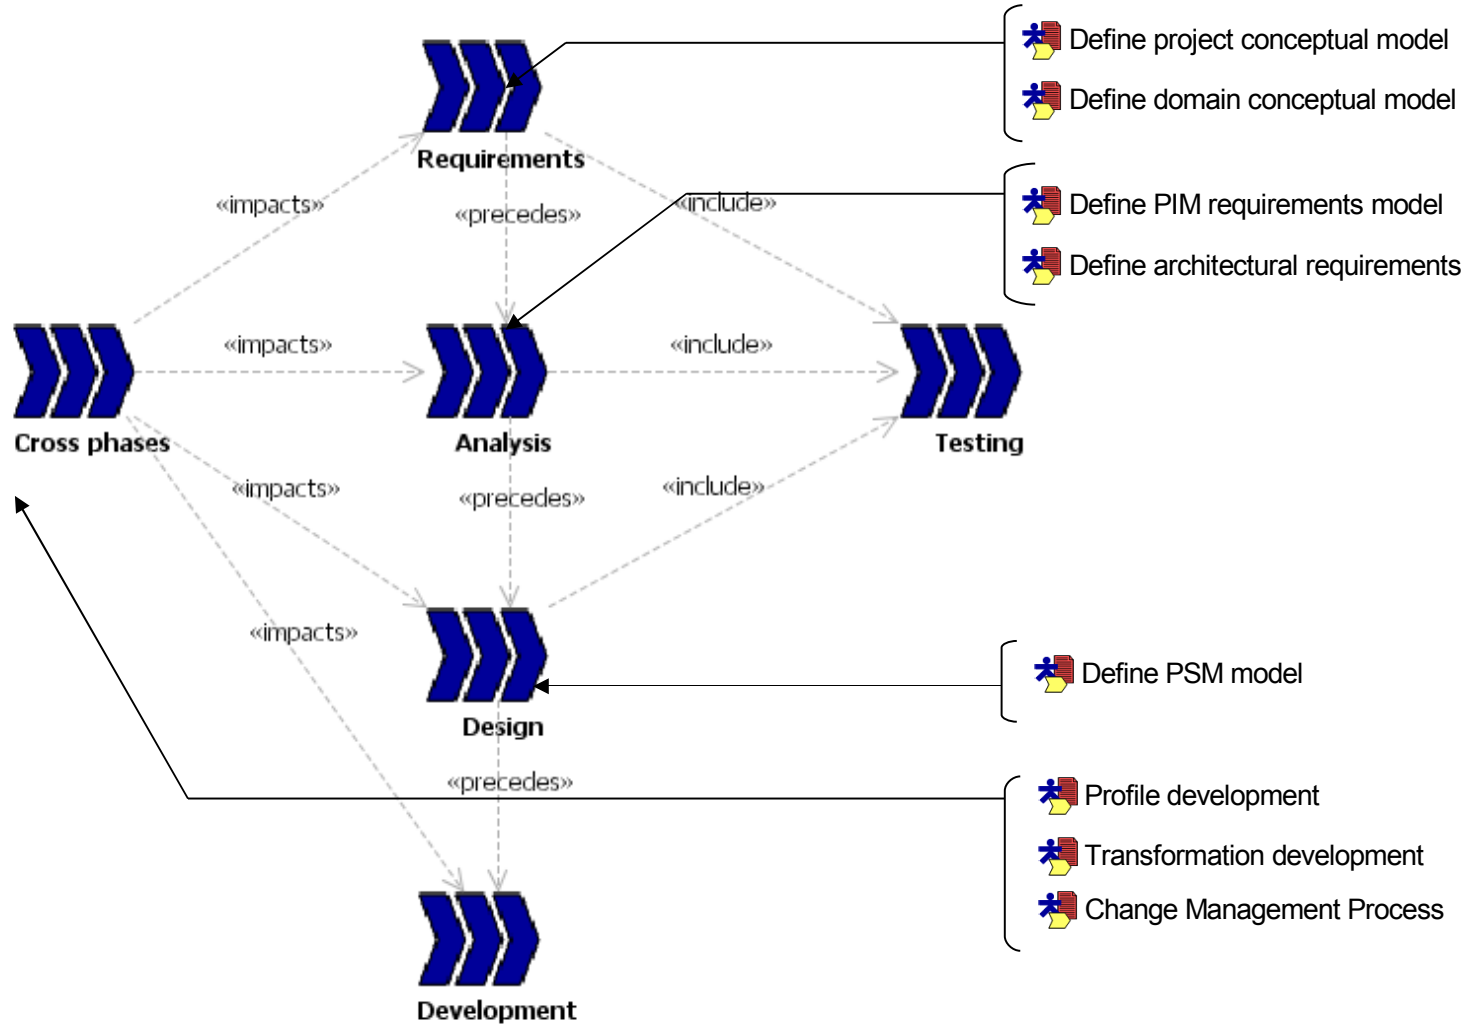 Define project conceptual model
Define domain conceptual model
Requirements
«impacts»
«precedes»
«include»
Define PIM requirements model
Define architectural requirements
«impacts»
«include»
Cross phases
Analysis
Testing
«impacts»
«precedes»
«include»
«impacts»
Define PSM model
Design
«precedes»
Profile development
Transformation development
Change Management Process
Development